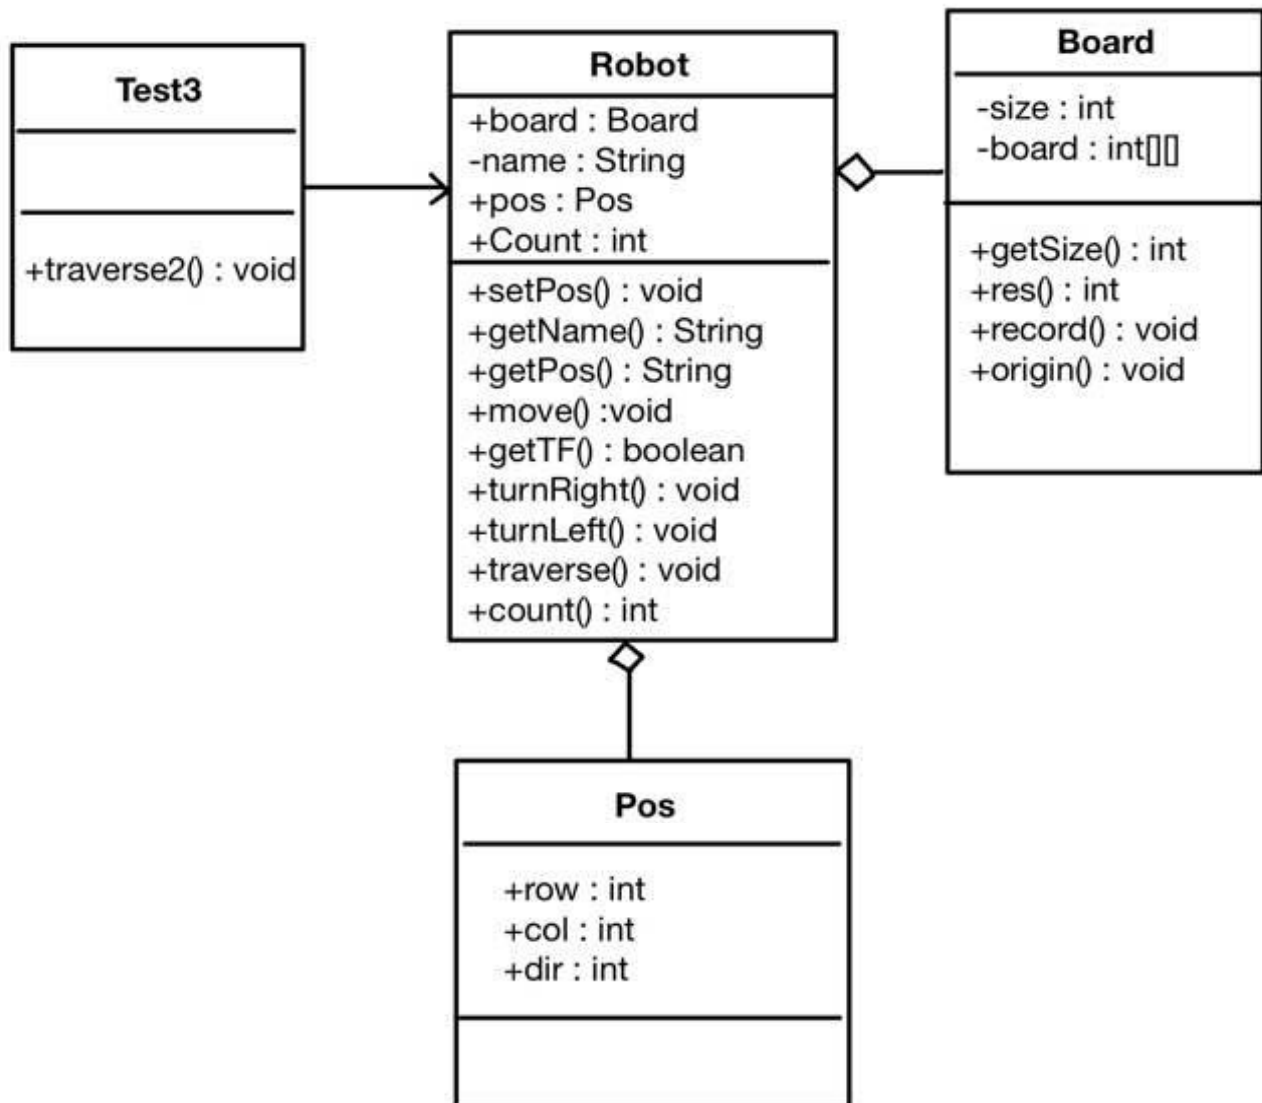 Test3
+traverse2() : void
Robot
+board : Board
-name : String
+pos : Pos
+Count : int
+setPos() : void
+getName() : String
+getPos() : String
+move() :void
+getTF() : boolean
+turnRight() : void
+turnLeft() : void
+traverse() : void
+count() : int
Board
-size : int
-board : int[][]
+getSize() : int
+res() : int
+record() : void
+origin() : void
Pos
+row : int
+col : int
+dir : int